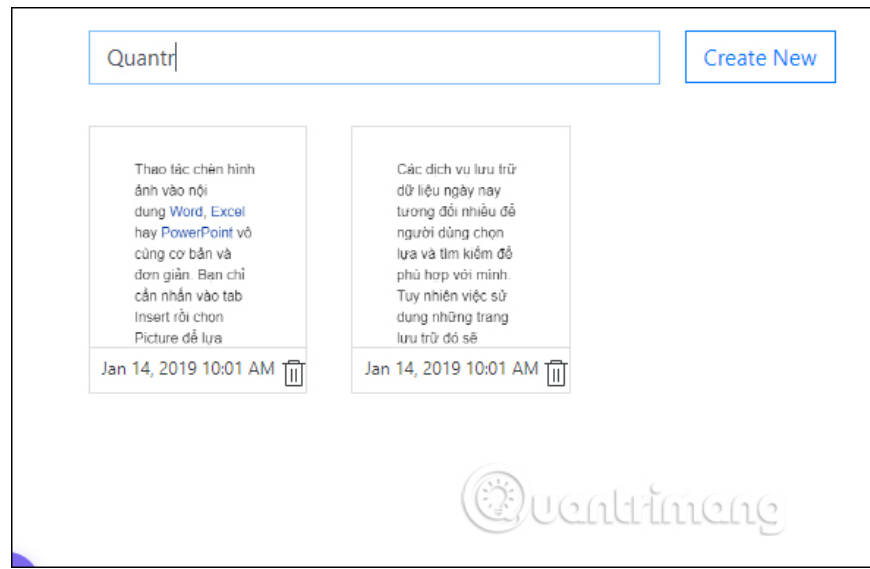 Quantr
Create New
Thao tác chèn hình
ảnh vào nội
dung Word, Excel
hay PowerPoint vô
cùng cơ bản và
đơn giản. Bạn chỉ
cần nhấn vào tab
Insert rồi chọn
Picture để lựa
Jan 14, 2019 10:01 AM
Các dịch vụ lưu trữ
dữ liệu ngày nay
tương đối nhiều để
người dùng chọn
lựa và tìm kiếm để
phù hợp với mình.
Tuy nhiên việc sử
dụng những trang
lưu trữ đó sẽ
Jan 14, 2019 10:01 AM
Quantrimang